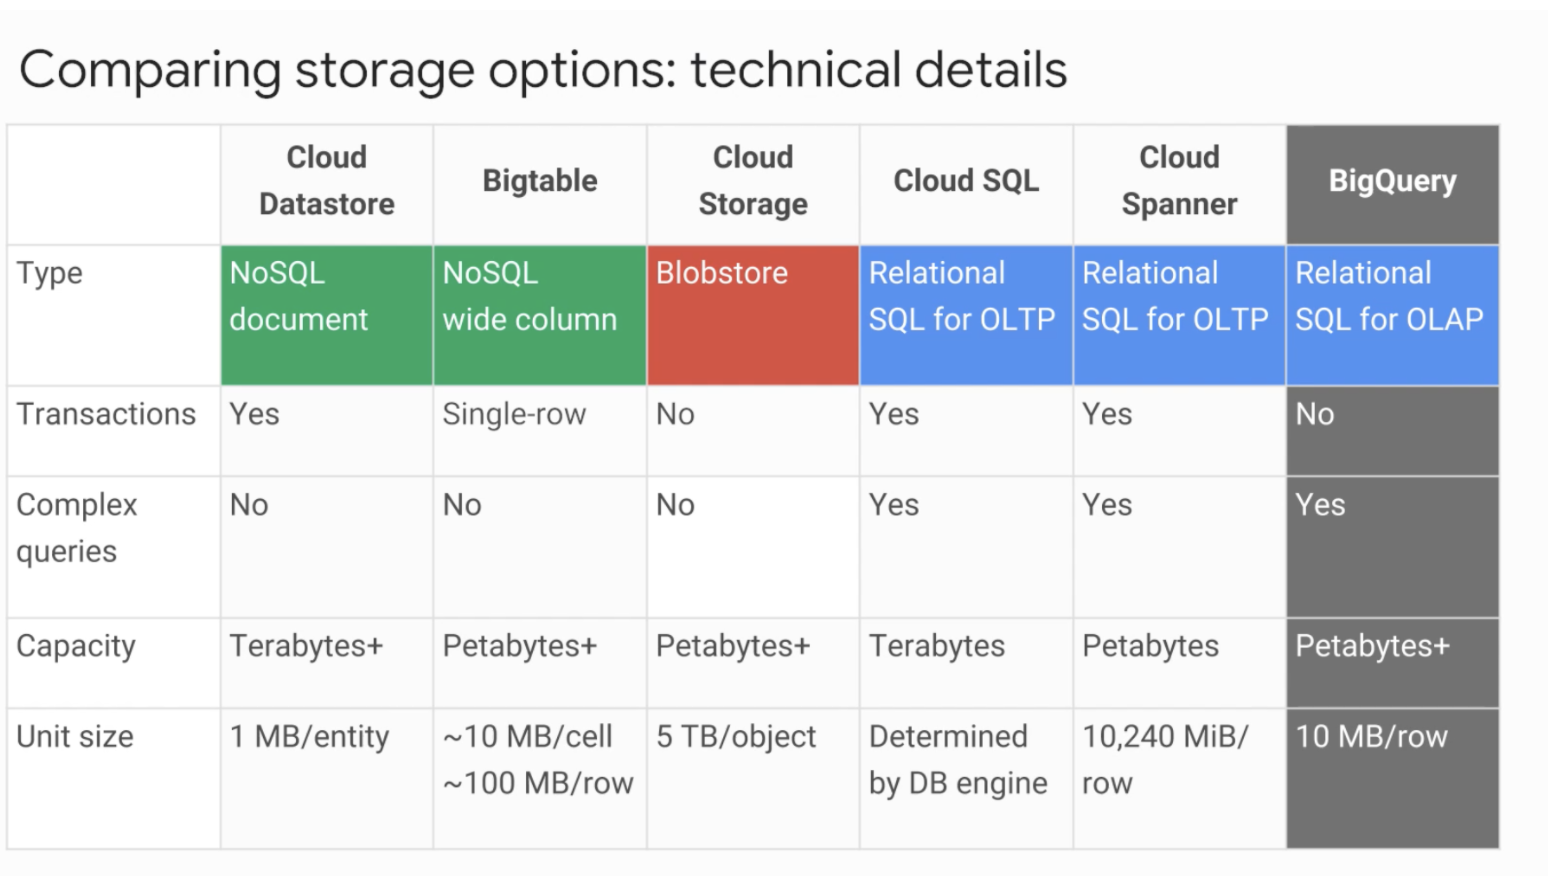 Comparing storage options: technical details
Cloud Datastore Bigtable Cloud Storage Cloud SQL Cloud Spanner BigQuery
Type NoSQL document NoSQL wide column Blobstore Relational SQL for OLTP Relational SQL for OLTP Relational SQL for OLAP
Transactions Yes Single-row No Yes Yes No
Complex queries No No No Yes Yes Yes
Capacity Terabytes+ Petabytes+ Petabytes+ Terabytes Petabytes Petabytes+
Unit size 1 MB/entity ~10 MB/cell ~100 MB/row 5 TB/object Determined by DB engine 10,240 MiB/ row 10 MB/row